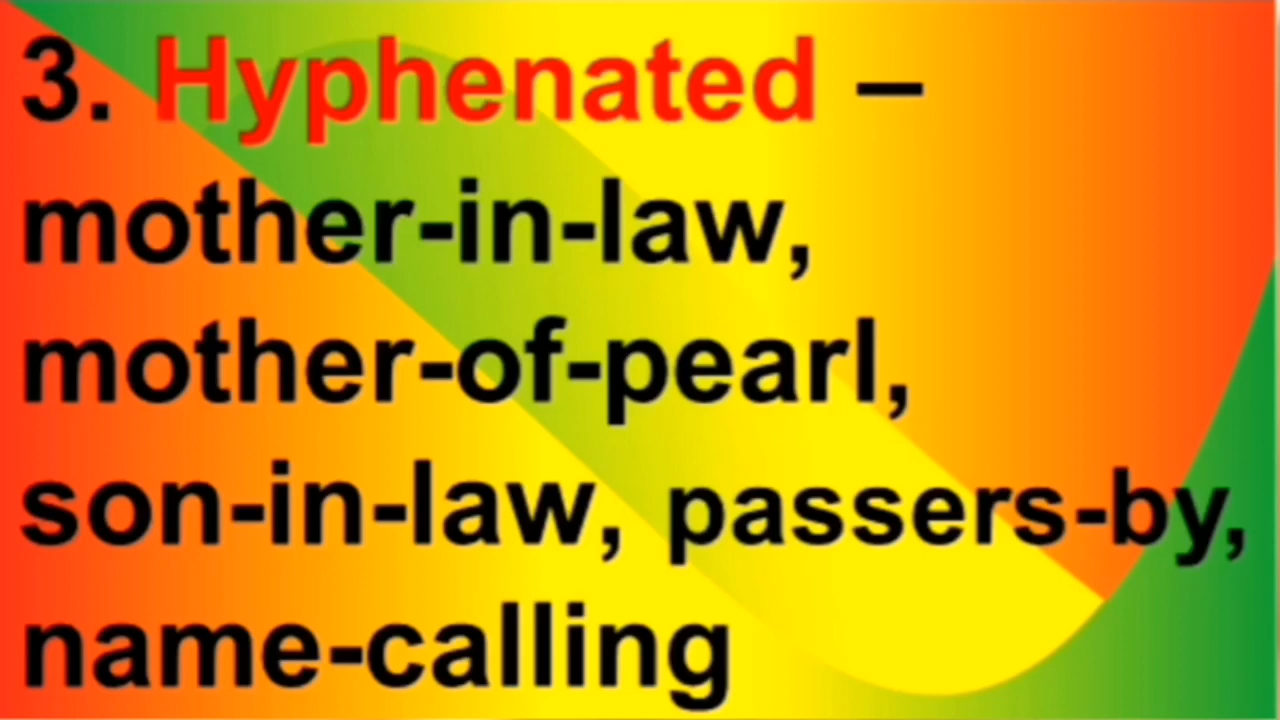 3. Hyphenated –
mother-in-law,
mother-of-pearl,
son-in-law, passers-by,
name-calling